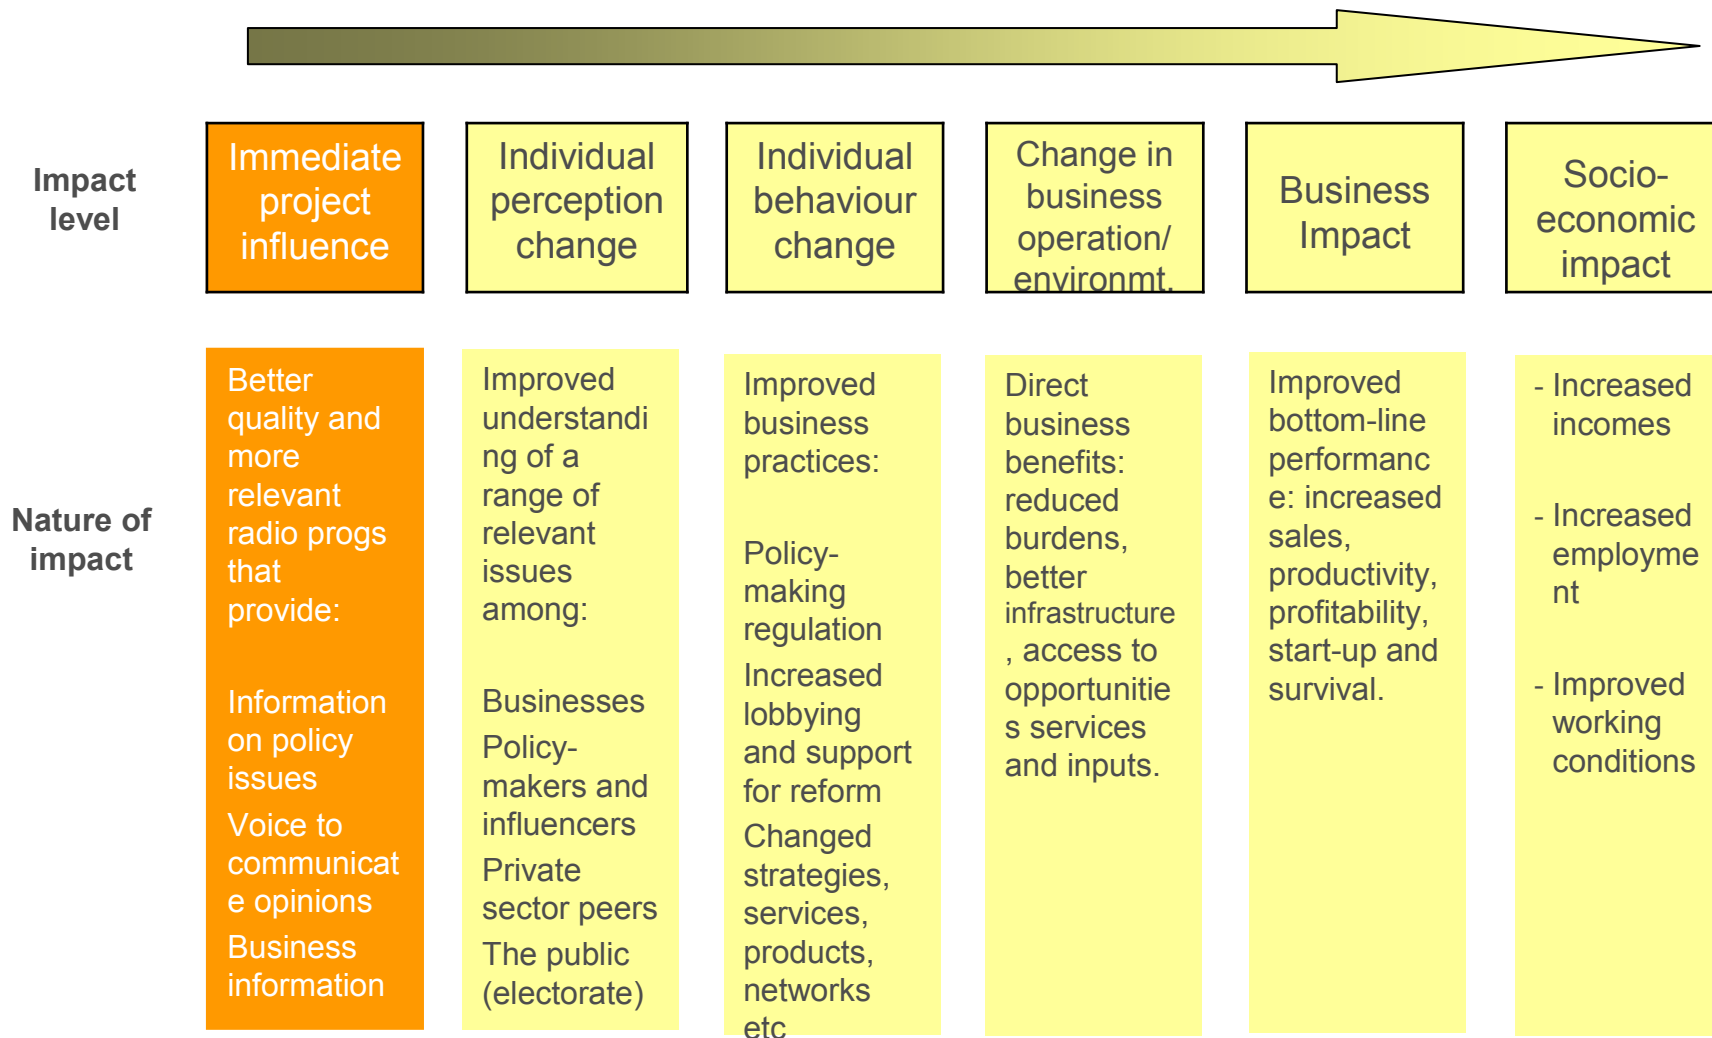 Impact
level
Immediate
project
influence
Individual
perception
change
Individual
behaviour
change
Change in
business
operation/
environmt.
Business
Impact
Socio-
economic
impact
Nature of
impact
Better
quality and
more
relevant
radio progs
that
provide:
Information
on policy
issues
Voice to
communicat
e opinions
Business
information
Improved
understandi
ng of a
range of
relevant
issues
among:
Businesses
Policy-
makers and
influencers
Private
sector peers
The public
(electorate)
Improved
business
practices:
Policy-
making
regulation
Increased
lobbying
and support
for reform
Changed
strategies,
services,
products,
networks
etc
Direct
business
benefits:
reduced
burdens,
better
infrastructure
, access to
opportunitie
s services
and inputs.
Improved
bottom-line
performanc
e: increased
sales,
productivity,
profitability,
start-up and
survival.
- Increased
incomes
- Increased
employme
nt
- Improved
working
conditions